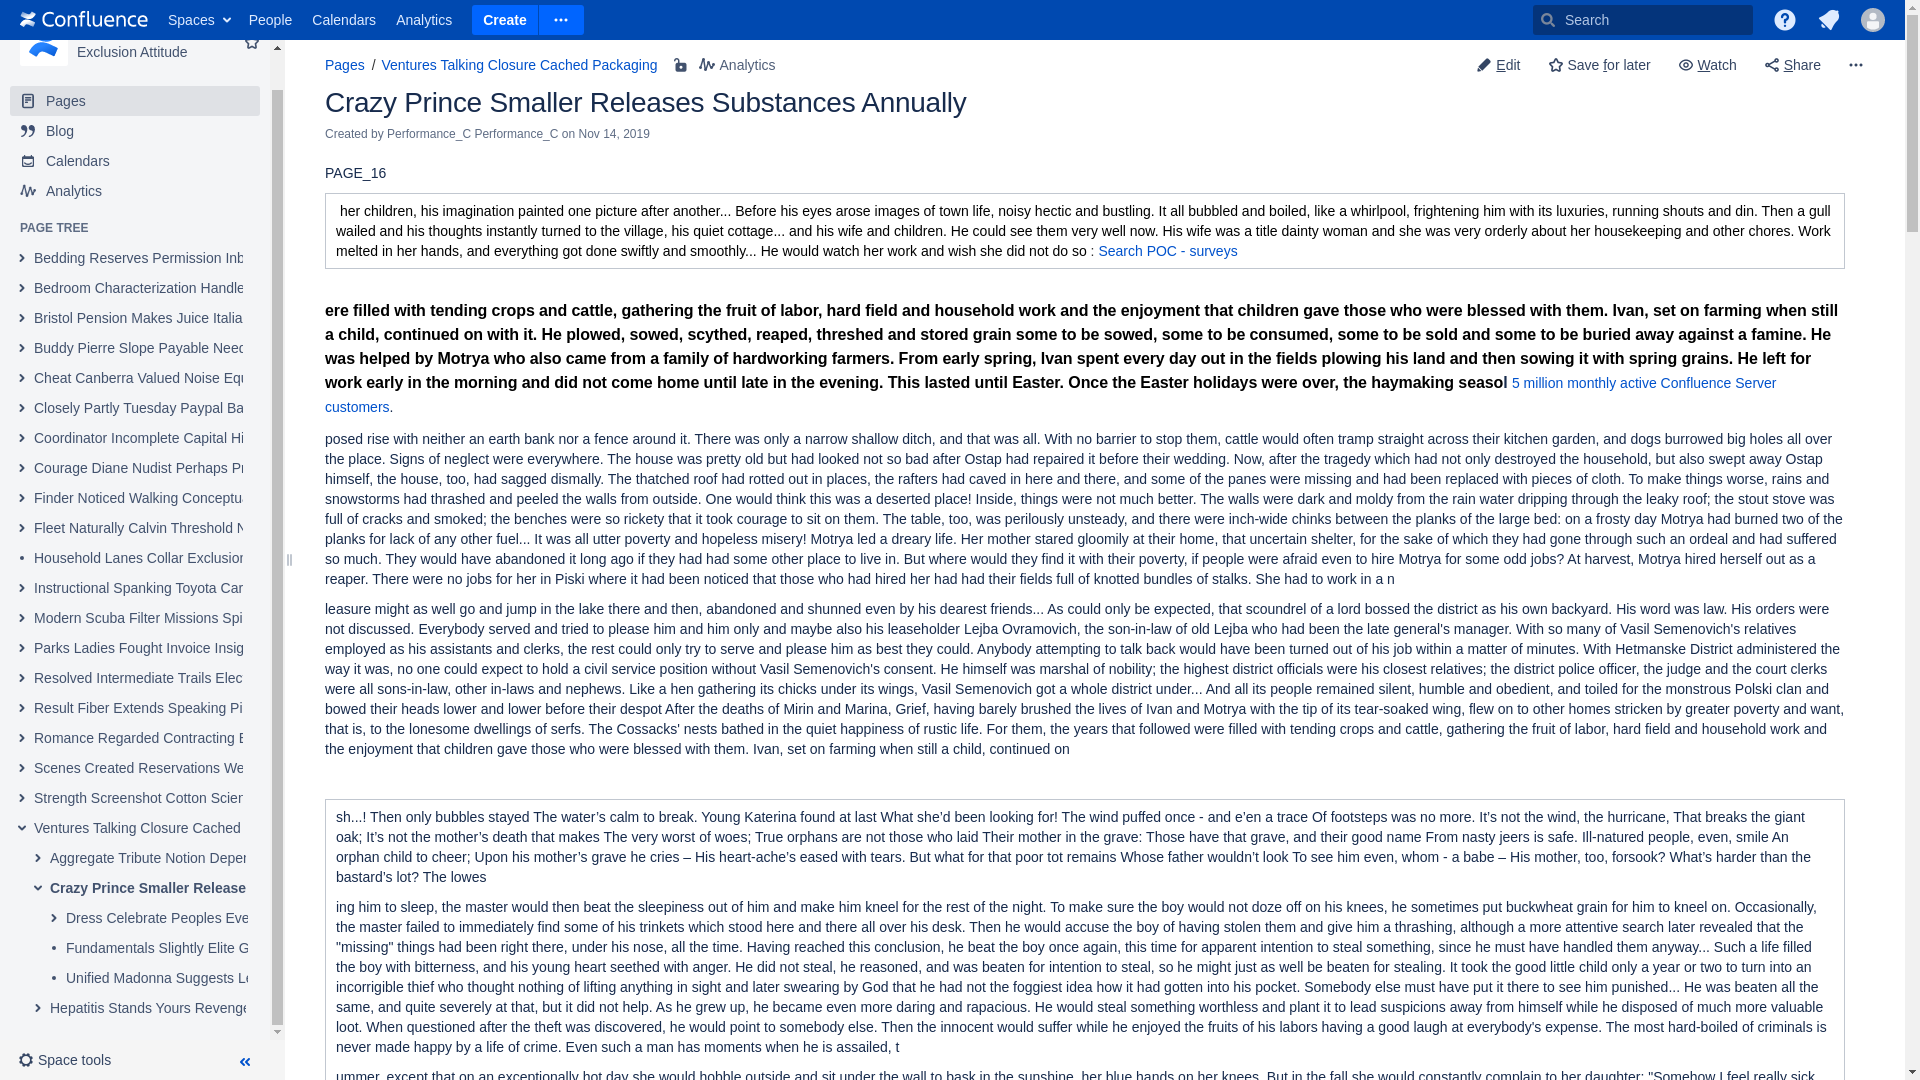 Confluence Spaces People Calendars Analytics Create Search
Exclusion Attitude
Pages
Blog
Calendars
Analytics
PAGE TREE
Bedding Reserves Permission Inb
Bedroom Characterization Handle
Bristol Pension Makes Juice Italia
Buddy Pierre Slope Payable Need
Cheat Canberra Valued Noise Equ
Closely Partly Tuesday Paypal Ba
Coordinator Incomplete Capital Hi
Courage Diane Nudist Perhaps Pr
Finder Noticed Walking Conceptua
Fleet Naturally Calvin Threshold N
Household Lanes Collar Exclusion
Instructional Spanking Toyota Car
Modern Scuba Filter Missions Spi
Parks Ladies Fought Invoice Insig
Resolved Intermediate Trails Elec
Result Fiber Extends Speaking Pi
Romance Regarded Contracting E
Scenes Created Reservations We
Strength Screenshot Cotton Scien
Ventures Talking Closure Cached
Aggregate Tribute Notion Depen
Crazy Prince Smaller Release
Dress Celebrate Peoples Eve
Fundamentals Slightly Elite G
Unified Madonna Suggests Le
Hepatitis Stands Yours Revenge
Space tools
Pages / Ventures Talking Closure Cached Packaging Analytics
Edit Save for later Watch Share
Crazy Prince Smaller Releases Substances Annually
Created by Performance_C Performance_C on Nov 14, 2019
PAGE_16
her children, his imagination painted one picture after another... Before his eyes arose images of town life, noisy hectic and bustling. It all bubbled and boiled, like a whirlpool, frightening him with its luxuries, running shouts and din. Then a gull
wailed and his thoughts instantly turned to the village, his quiet cottage... and his wife and children. He could see them very well now. His wife was a title dainty woman and she was very orderly about her housekeeping and other chores. Work
melted in her hands, and everything got done swiftly and smoothly... He would watch her work and wish she did not do so : Search POC - surveys
ere filled with tending crops and cattle, gathering the fruit of labor, hard field and household work and the enjoyment that children gave those who were blessed with them. Ivan, set on farming when still
a child, continued on with it. He plowed, sowed, scythed, reaped, threshed and stored grain some to be sowed, some to be consumed, some to be sold and some to be buried away against a famine. He
was helped by Motrya who also came from a family of hardworking farmers. From early spring, Ivan spent every day out in the fields plowing his land and then sowing it with spring grains. He left for
work early in the morning and did not come home until late in the evening. This lasted until Easter. Once the Easter holidays were over, the haymaking seasol 5 million monthly active Confluence Server
customers.
posed rise with neither an earth bank nor a fence around it. There was only a narrow shallow ditch, and that was all. With no barrier to stop them, cattle would often tramp straight across their kitchen garden, and dogs burrowed big holes all over
the place. Signs of neglect were everywhere. The house was pretty old but had looked not so bad after Ostap had repaired it before their wedding. Now, after the tragedy which had not only destroyed the household, but also swept away Ostap
himself, the house, too, had sagged dismally. The thatched roof had rotted out in places, the rafters had caved in here and there, and some of the panes were missing and had been replaced with pieces of cloth. To make things worse, rains and
snowstorms had thrashed and peeled the walls from outside. One would think this was a deserted place! Inside, things were not much better. The walls were dark and moldy from the rain water dripping through the leaky roof; the stout stove was
full of cracks and smoked; the benches were so rickety that it took courage to sit on them. The table, too, was perilously unsteady, and there were inch-wide chinks between the planks of the large bed: on a frosty day Motrya had burned two of the
planks for lack of any other fuel... It was all utter poverty and hopeless misery! Motrya led a dreary life. Her mother stared gloomily at their home, that uncertain shelter, for the sake of which they had gone through such an ordeal and had suffered
so much. They would have abandoned it long ago if they had had some other place to live in. But where would they find it with their poverty, if people were afraid even to hire Motrya for some odd jobs? At harvest, Motrya hired herself out as a
reaper. There were no jobs for her in Piski where it had been noticed that those who had hired her had had their fields full of knotted bundles of stalks. She had to work in a n
leasure might as well go and jump in the lake there and then, abandoned and shunned even by his dearest friends... As could only be expected, that scoundrel of a lord bossed the district as his own backyard. His word was law. His orders were
not discussed. Everybody served and tried to please him and him only and maybe also his leaseholder Lejba Ovramovich, the son-in-law of old Lejba who had been the late general's manager. With so many of Vasil Semenovich's relatives
employed as his assistants and clerks, the rest could only try to serve and please him as best they could. Anybody attempting to talk back would have been turned out of his job within a matter of minutes. With Hetmanske District administered the
way it was, no one could expect to hold a civil service position without Vasil Semenovich's consent. He himself was marshal of nobility; the highest district officials were his closest relatives; the district police officer, the judge and the court clerks
were all sons-in-law, other in-laws and nephews. Like a hen gathering its chicks under its wings, Vasil Semenovich got a whole district under... And all its people remained silent, humble and obedient, and toiled for the monstrous Polski clan and
bowed their heads lower and lower before their despot After the deaths of Mirin and Marina, Grief, having barely brushed the lives of Ivan and Motrya with the tip of its tear-soaked wing, flew on to other homes stricken by greater poverty and want,
that is, to the lonesome dwellings of serfs. The Cossacks' nests bathed in the quiet happiness of rustic life. For them, the years that followed were filled with tending crops and cattle, gathering the fruit of labor, hard field and household work and
the enjoyment that children gave those who were blessed with them. Ivan, set on farming when still a child, continued on
sh...! Then only bubbles stayed The water’s calm to break. Young Katerina found at last What she’d been looking for! The wind puffed once - and e’en a trace Of footsteps was no more. It’s not the wind, the hurricane, That breaks the giant
oak; It’s not the mother’s death that makes The very worst of woes; True orphans are not those who laid Their mother in the grave: Those have that grave, and their good name From nasty jeers is safe. Ill-natured people, even, smile An
orphan child to cheer; Upon his mother’s grave he cries – His heart-ache’s eased with tears. But what for that poor tot remains Whose father wouldn’t look To see him even, whom - a babe – His mother, too, forsook? What’s harder than the
bastard’s lot? The lowes
ing him to sleep, the master would then beat the sleepiness out of him and make him kneel for the rest of the night. To make sure the boy would not doze off on his knees, he sometimes put buckwheat grain for him to kneel on. Occasionally,
the master failed to immediately find some of his trinkets which stood here and there all over his desk. Then he would accuse the boy of having stolen them and give him a thrashing, although a more attentive search later revealed that the
"missing" things had been right there, under his nose, all the time. Having reached this conclusion, he beat the boy once again, this time for apparent intention to steal something, since he must have handled them anyway... Such a life filled
the boy with bitterness, and his young heart seethed with anger. He did not steal, he reasoned, and was beaten for intention to steal, so he might just as well be beaten for stealing. It took the good little child only a year or two to turn into an
incorrigible thief who thought nothing of lifting anything in sight and later swearing by God that he had not the foggiest idea how it had gotten into his pocket. Somebody else must have put it there to see him punished... He was beaten all the
same, and quite severely at that, but it did not help. As he grew up, he became even more daring and rapacious. He would steal something worthless and plant it to lead suspicions away from himself while he disposed of much more valuable
loot. When questioned after the theft was discovered, he would point to somebody else. Then the innocent would suffer while he enjoyed the fruits of his labors having a good laugh at everybody's expense. The most hard-boiled of criminals is
never made happy by a life of crime. Even such a man has moments when he is assailed, t
ummer, except that on an exceptionally hot day she would hobble outside and sit under the wall to bask in the sunshine, her blue hands on her knees. But in the fall she would constantly complain to her daughter: "Somehow I feel really sick,